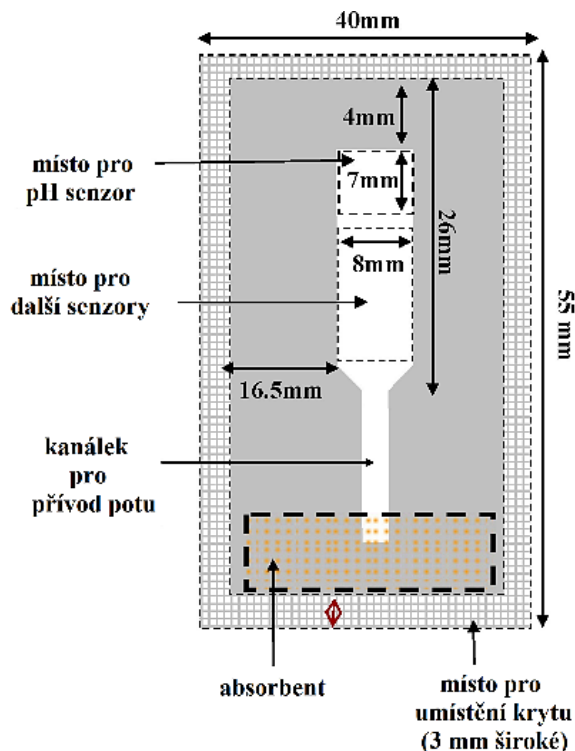 40mm
4mm
místo pro
pH senzor
7mm
26mm
8mm
místo pro
další senzory
55 mm
16.5mm
kanálek
pro
přívod potu
absorbent
místo pro
umístční krytu
(3 mm široké)